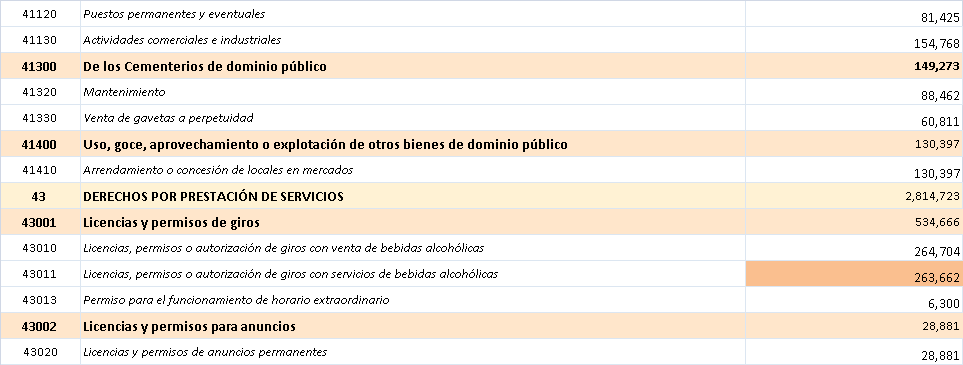 41120 Puestos permanentes y eventuales 81,425
41130 Actividades comerciales e industriales 154,768
41300 De los Cementerios de dominio público 149,273
41320 Mantenimiento 88,462
41330 Venta de gavetas a perpetuidad 60,811
41400 Uso, goce, aprovechamiento o explotación de otros bienes de dominio público 130,397
41410 Arrendamiento o concesión de locales en mercados 130,397
43 DERECHOS POR PRESTACIÓN DE SERVICIOS 2,814,723
43001 Licencias y permisos de giros 534,666
43010 Licencias, permisos o autorización de giros con venta de bebidas alcohólicas 264,704
43011 Licencias, permisos o autorización de giros con servicios de bebidas alcohólicas 263,662
43013 Permiso para el funcionamiento de horario extraordinario 6,300
43002 Licencias y permisos para anuncios 28,881
43020 Licencias y permisos de anuncios permanentes 28,881